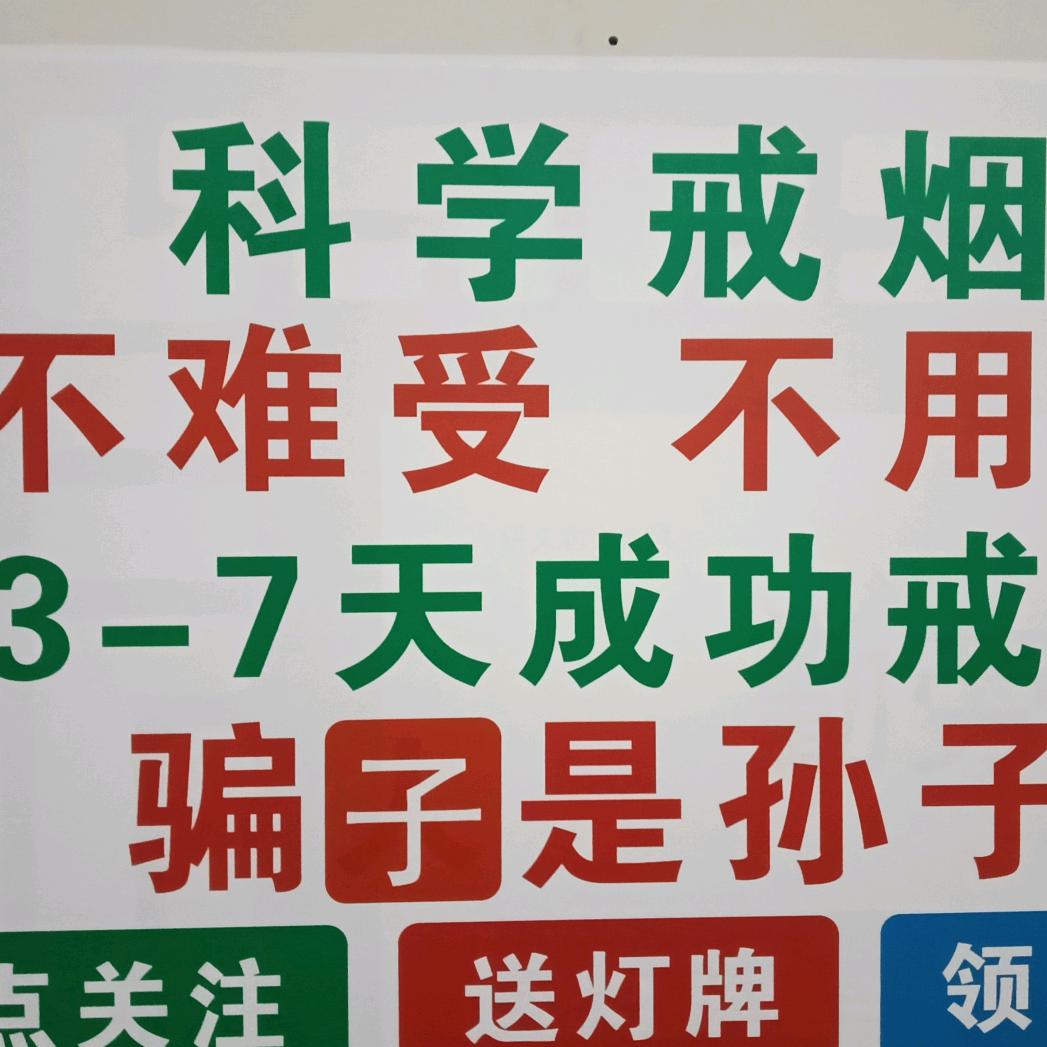 科学戒烟
不难受 不用
3-7天成功戒
骗子是孙子
点关注 送灯牌 领